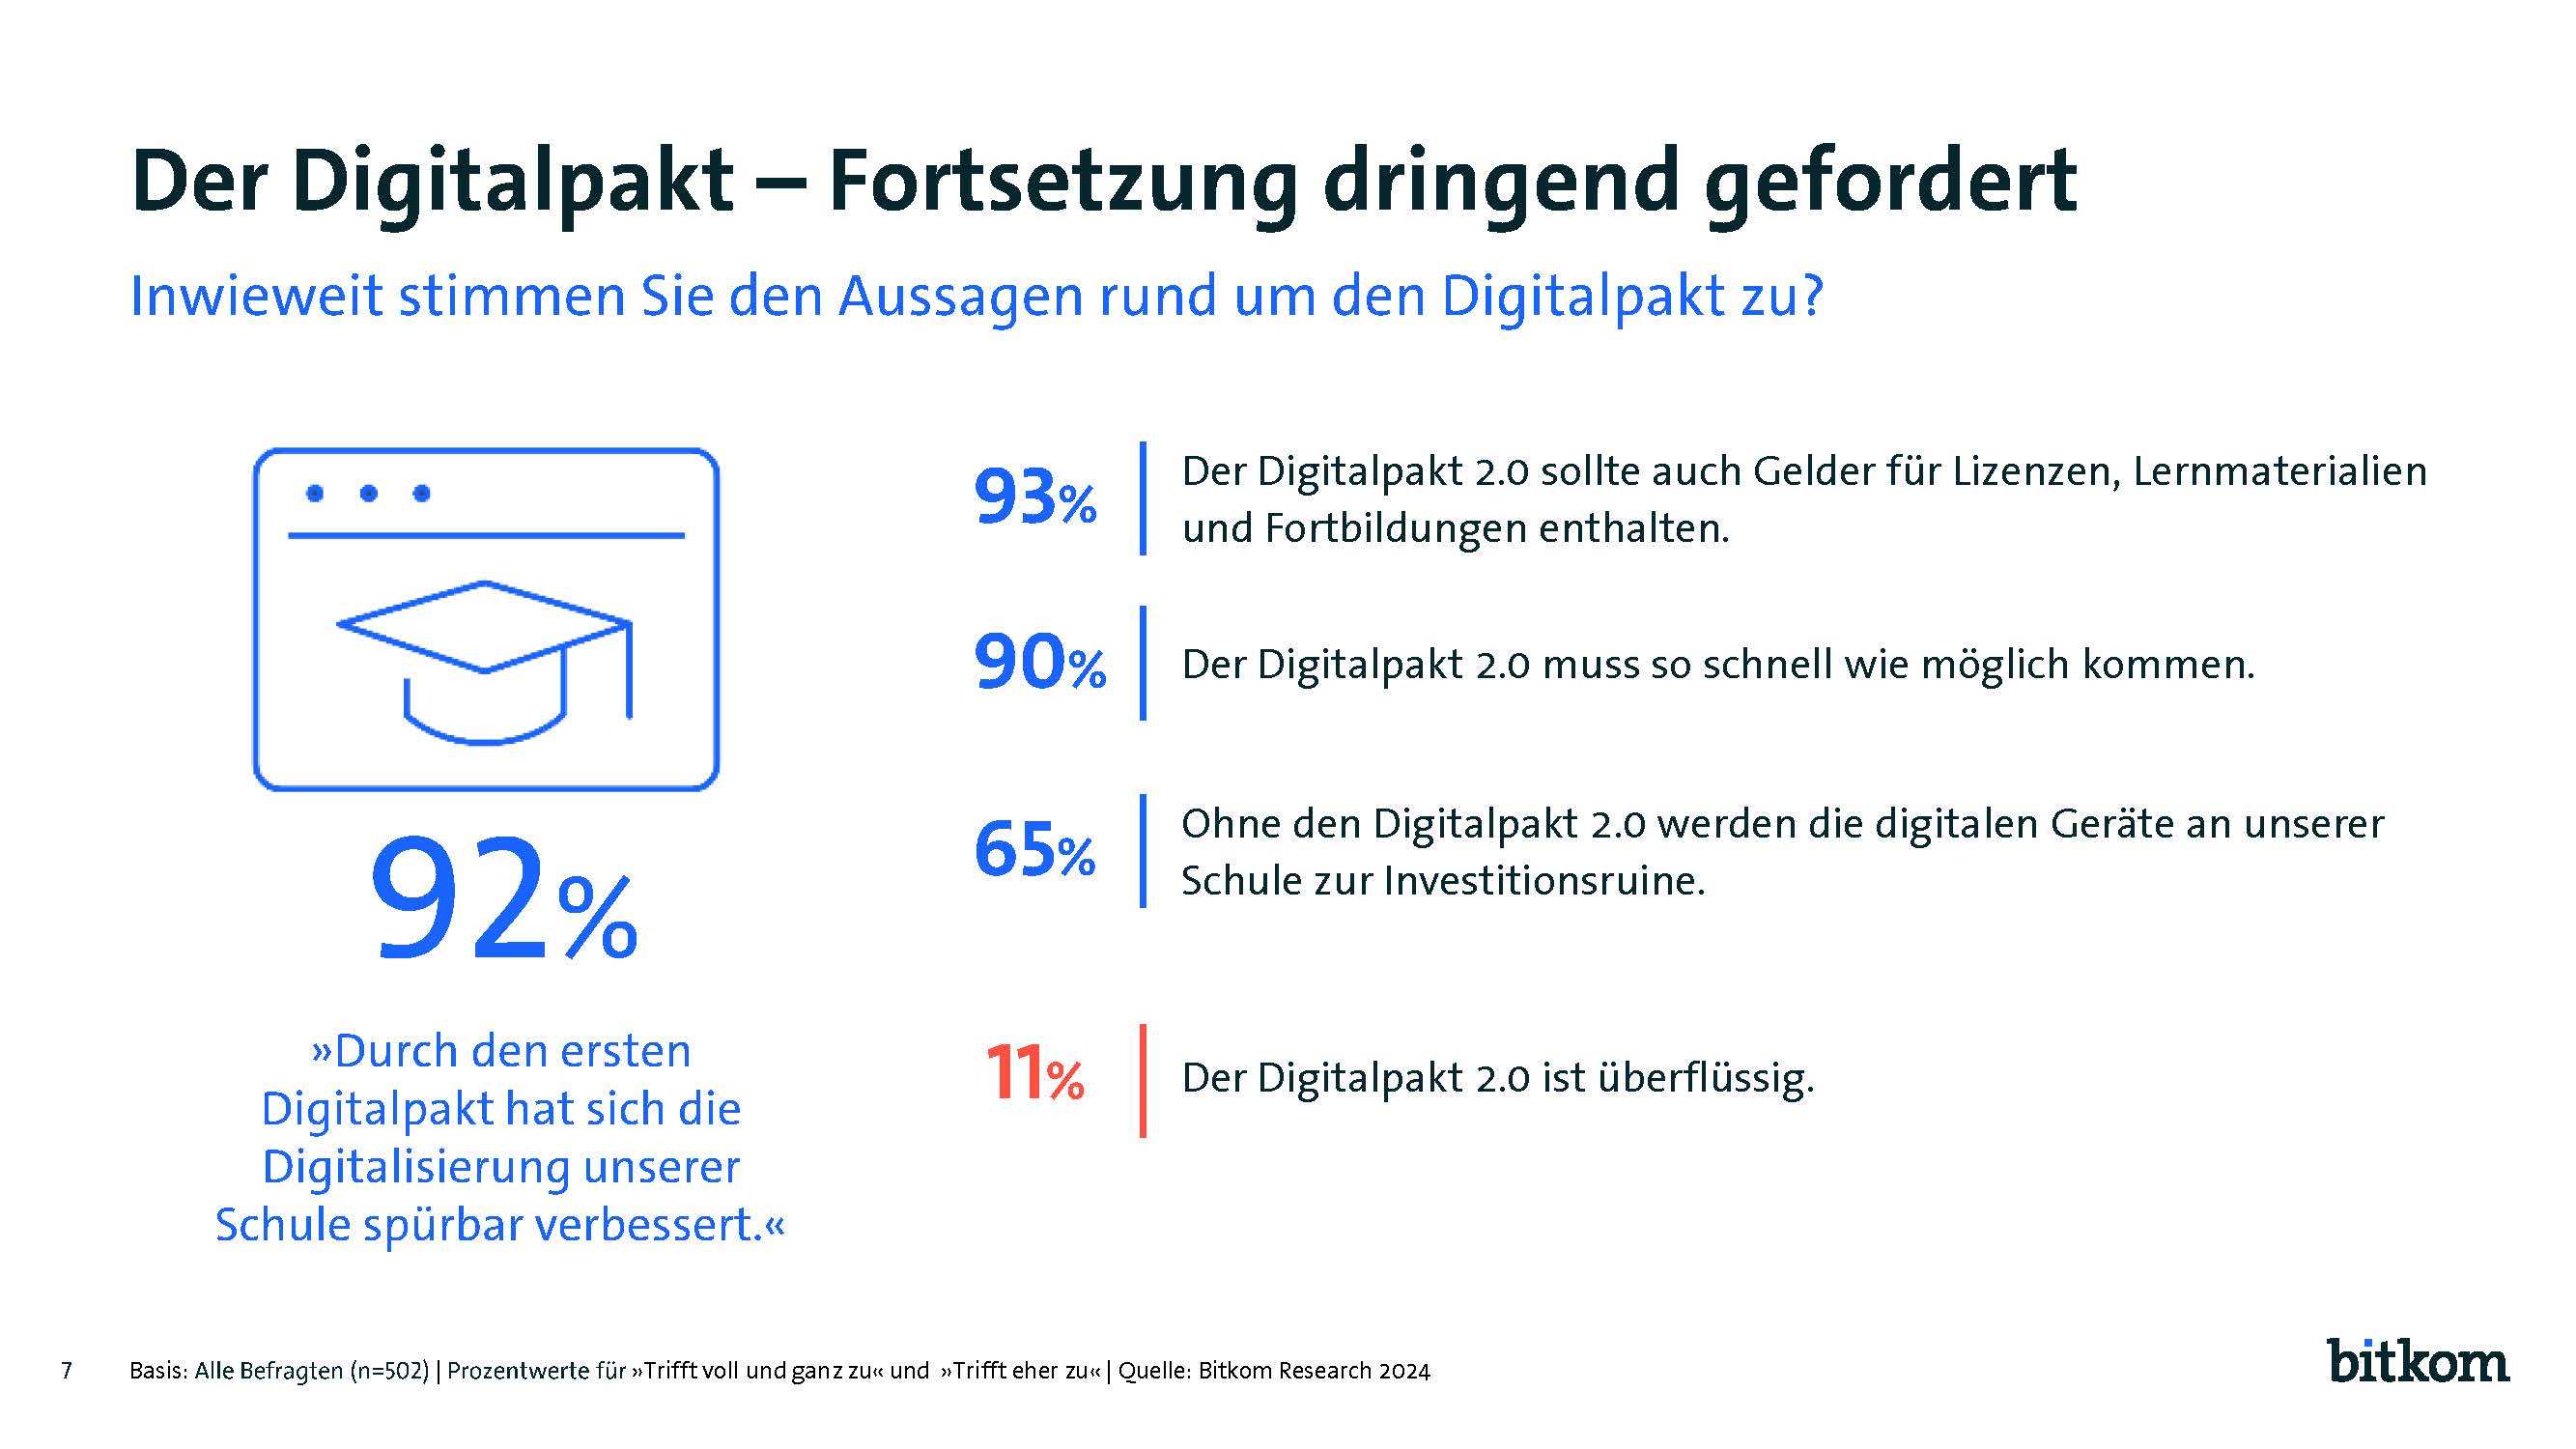 Der Digitalpakt – Fortsetzung dringend gefordert
Inwieweit stimmen Sie den Aussagen rund um den Digitalpakt zu?
92%
»Durch den ersten
Digitalpakt hat sich die
Digitalisierung unserer
Schule spürbar verbessert.«
93%
Der Digitalpakt 2.0 sollte auch Gelder für Lizenzen, Lernmaterialien
und Fortbildungen enthalten.
90%
Der Digitalpakt 2.0 muss so schnell wie möglich kommen.
65%
Ohne den Digitalpakt 2.0 werden die digitalen Geräte an unserer
Schule zur Investitionsruine.
11%
Der Digitalpakt 2.0 ist überflüssig.
7
Basis: Alle Befragten (n=502) | Prozentwerte für »Trifft voll und ganz zu« und »Trifft eher zu« | Quelle: Bitkom Research 2024
bitkom